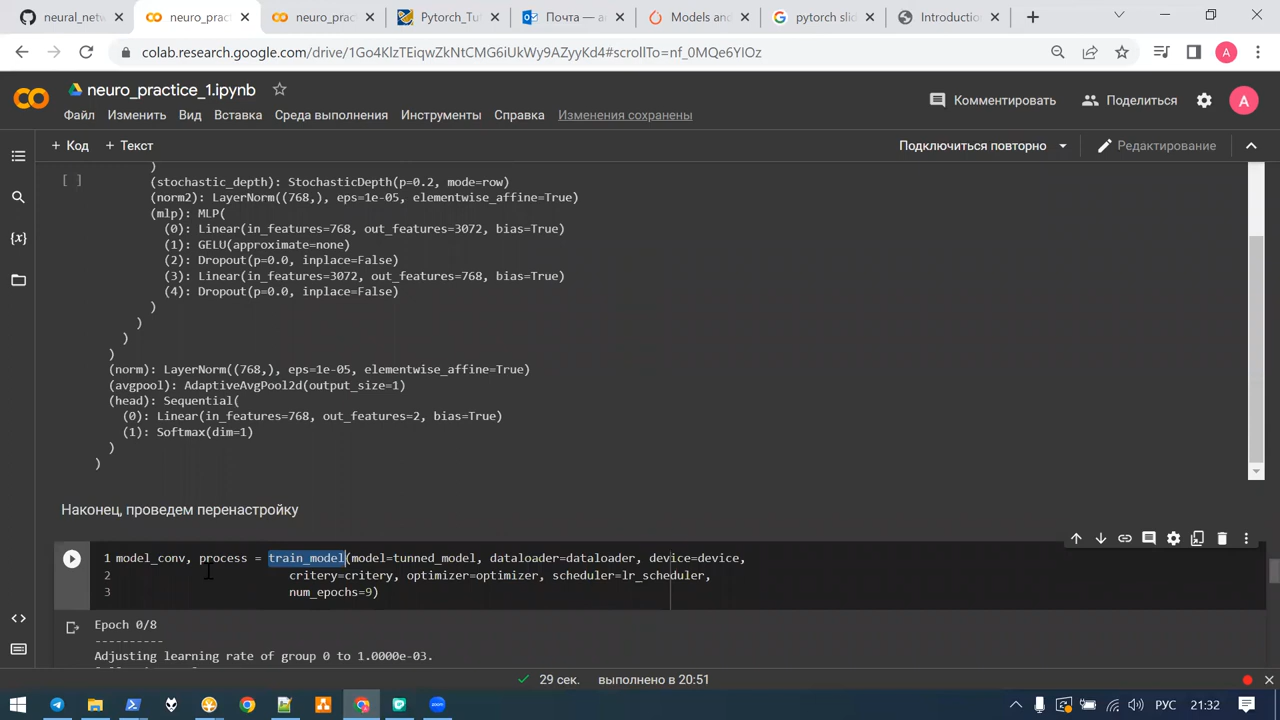 neural_netw
neuro_prac
neuro_prac
Pytorch_Tut
Почта — а
Models and
pytorch slid
Introduction
colab.research.google.com/drive/1Go4KlzTEiqwZkNtCMG6iUkWy9AZyyKd4#scrollTo=nf_0MQe6YIOz
neuro_practice_1.ipynb
Комментировать
Поделиться
A
Файл Изменить Вид Вставка Среда выполнения Инструменты Справка Изменения сохранены
+ Код + Текст
Подключиться повторно
Редактирование
)
[ ] (stochastic_depth): StochasticDepth(p=0.2, mode=row)
(norm2): LayerNorm((768,), eps=1e-05, elementwise_affine=True)
(mlp): MLP(
(0): Linear(in_features=768, out_features=3072, bias=True)
(1): GELU(approximate=none)
(2): Dropout(p=0.0, inplace=False)
(3): Linear(in_features=3072, out_features=768, bias=True)
(4): Dropout(p=0.0, inplace=False)
)
)
)
)
(norm): LayerNorm((768,), eps=1e-05, elementwise_affine=True)
(avgpool): AdaptiveAvgPool2d(output_size=1)
(head): Sequential(
(0): Linear(in_features=768, out_features=2, bias=True)
(1): Softmax(dim=1)
)
)
Наконец, проведем перенастройку
1 model_conv, process = train_model(model=tunned_model, dataloader=dataloader, device=device,
2 critery=critery, optimizer=optimizer, scheduler=lr_scheduler,
3 num_epochs=9)
Epoch 0/8
----------
Adjusting learning rate of group 0 to 1.0000e-03.
29 сек. выполнено в 20:51
РУС 21:32